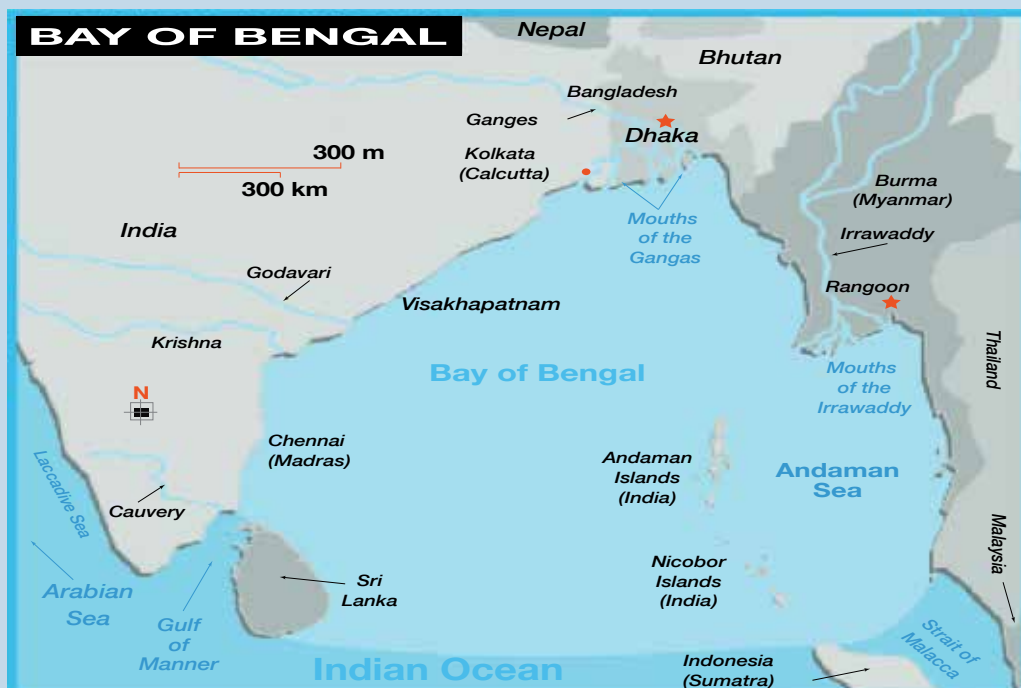 BAY OF BENGAL
Nepal
Bhutan
Bangladesh
Ganges
Dhaka
Kolkata
(Calcutta)
300 m
300 km
Burma
(Myanmar)
Mouths
of the
Gangas
India
Irrawaddy
Godavari
Rangoon
Visakhapatnam
Krishna
Thailand
Bay of Bengal
Mouths
of the
Irrawaddy
N
Chennai
(Madras)
Andaman
Islands
(India)
Andaman
Sea
Laccadive Sea
Cauvery
Malaysia
Nicobor
Islands
(India)
Sri
Lanka
Arabian
Sea
Gulf
of
Manner
Strait of
Malacca
Indian Ocean
Indonesia
(Sumatra)